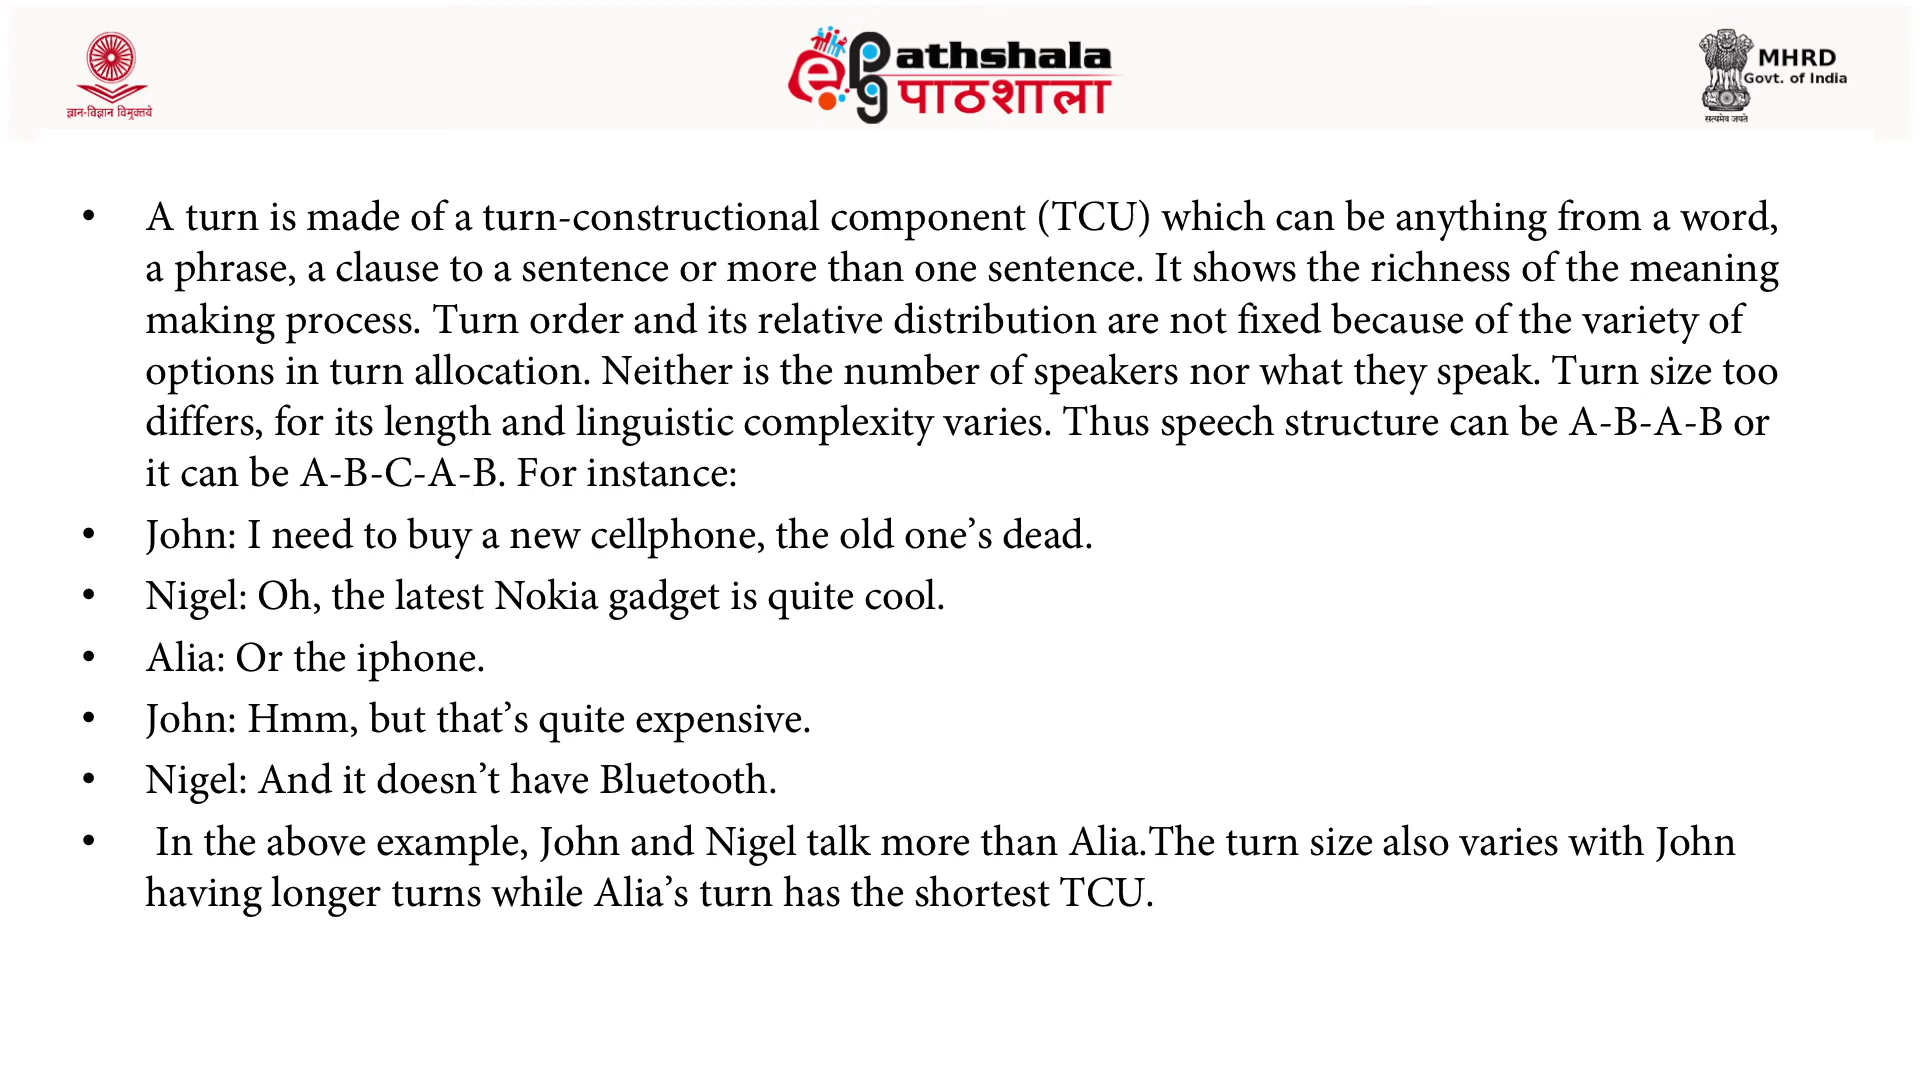 ज्ञान-विज्ञान विमुक्तये
ePG athshala
पाठशाला
MHRD
Govt. of India
सत्यमेव जयते
• A turn is made of a turn-constructional component (TCU) which can be anything from a word,
a phrase, a clause to a sentence or more than one sentence. It shows the richness of the meaning
making process. Turn order and its relative distribution are not fixed because of the variety of
options in turn allocation. Neither is the number of speakers nor what they speak. Turn size too
differs, for its length and linguistic complexity varies. Thus speech structure can be A-B-A-B or
it can be A-B-C-A-B. For instance:
• John: I need to buy a new cellphone, the old one’s dead.
• Nigel: Oh, the latest Nokia gadget is quite cool.
• Alia: Or the iphone.
• John: Hmm, but that’s quite expensive.
• Nigel: And it doesn’t have Bluetooth.
• In the above example, John and Nigel talk more than Alia.The turn size also varies with John
having longer turns while Alia’s turn has the shortest TCU.